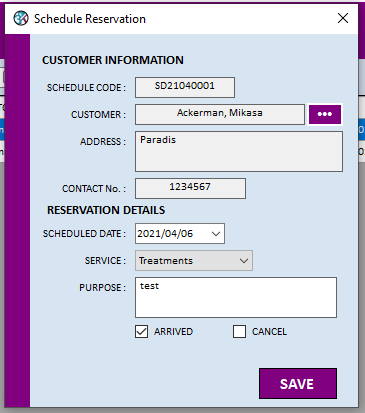 Schedule Reservation
CUSTOMER INFORMATION
SCHEDULE CODE : SD21040001
CUSTOMER : Ackerman, Mikasa •••
ADDRESS : Paradis
CONTACT No. : 1234567
RESERVATION DETAILS
SCHEDULED DATE : 2021/04/06
SERVICE : Treatments
PURPOSE : test
ARRIVED CANCEL
SAVE